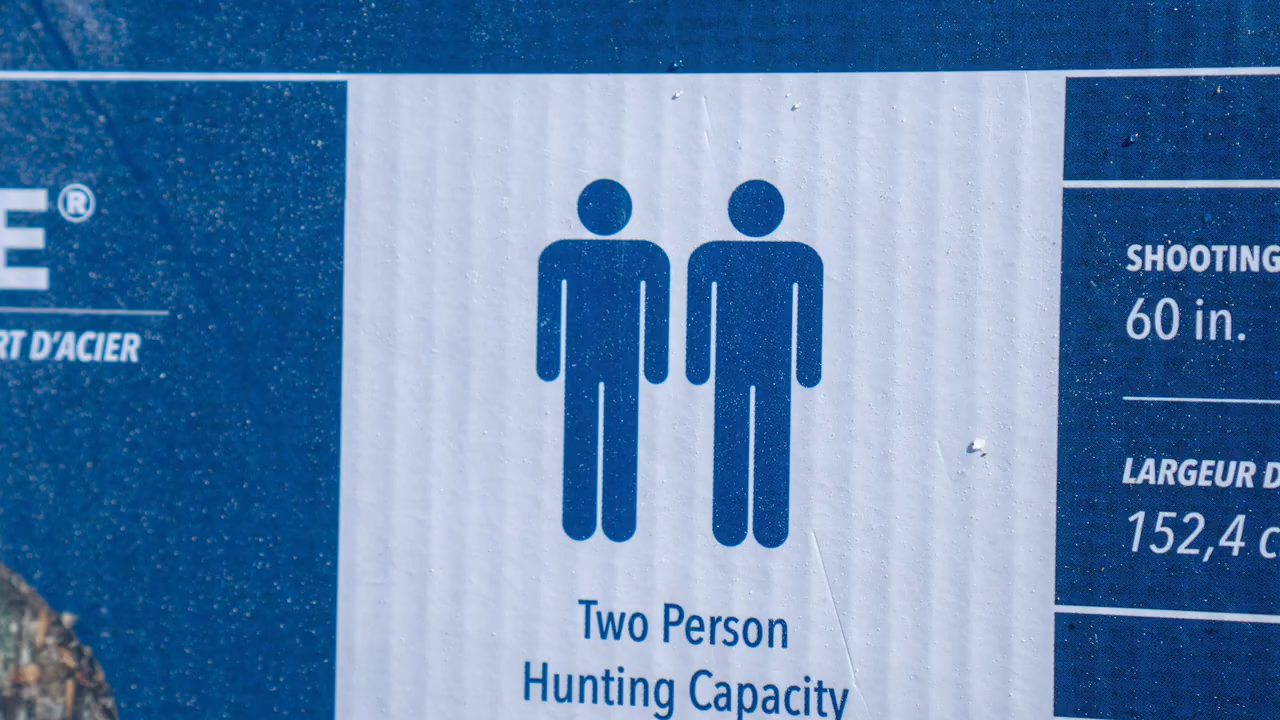 E®
RT D'ACIER
Two Person
Hunting Capacity
SHOOTING
60 in.
LARGEUR D
152,4 c